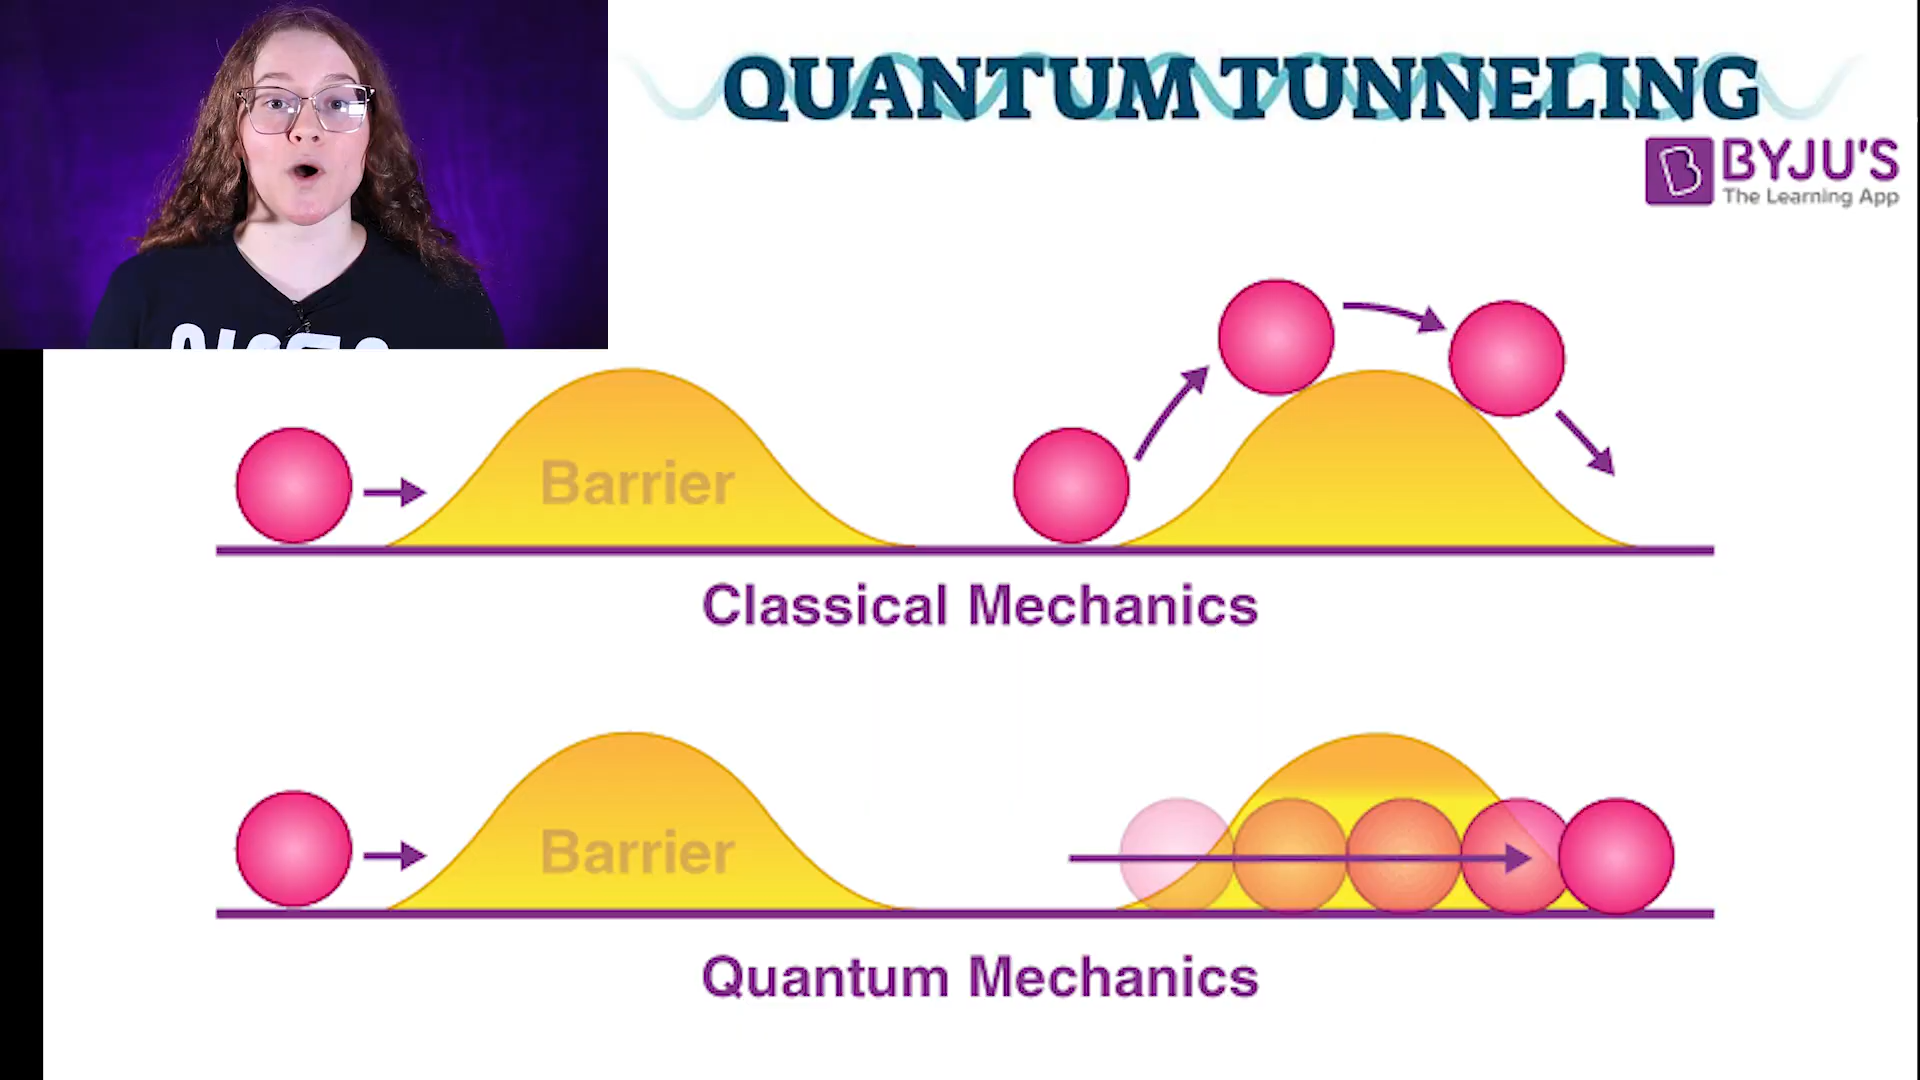 QUANTUM TUNNELING
BYJU'S
The Learning App
Barrier
Classical Mechanics
Barrier
Quantum Mechanics